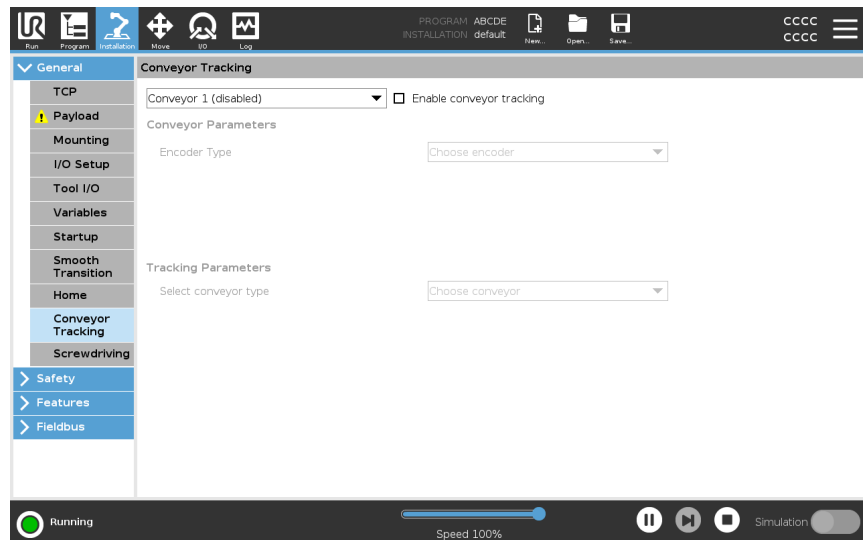 UR
Run
Program
Installation
Move
I/O
Log
PROGRAM ABCDE
INSTALLATION default
New...
Open...
Save...
CCCC
CCCC
General
Conveyor Tracking
TCP
Payload
Mounting
I/O Setup
Tool I/O
Variables
Startup
Smooth
Transition
Home
Conveyor
Tracking
Screwdriving
Safety
Features
Fieldbus
Conveyor 1 (disabled)
Enable conveyor tracking
Conveyor Parameters
Encoder Type
Choose encoder
Tracking Parameters
Select conveyor type
Choose conveyor
Running
Speed 100%
Simulation